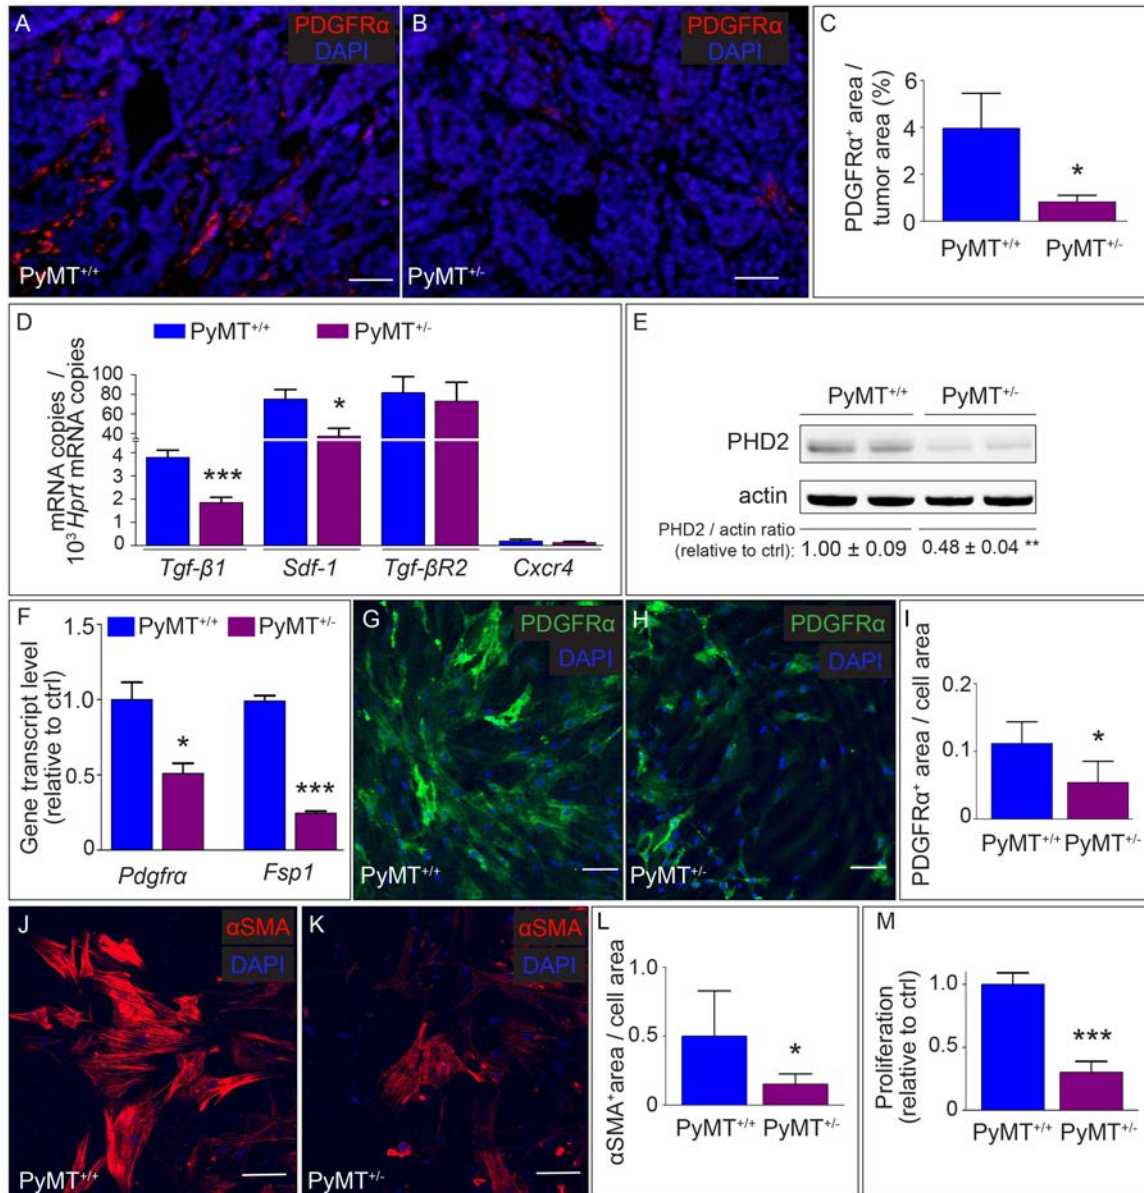 A
PDGFRα
DAPI
PyMT+/+
B
PDGFRα
DAPI
PyMT+/-
C
PDGFRα+ area /
tumor area (%)
6
4
2
0
PyMT+/+ PyMT+/-
*
D
PyMT+/+ PyMT+/-
mRNA copies /
10³ Hprt mRNA copies
100
80
60
40
4
3
2
1
0
***
*
Tgf-β1 Sdf-1 Tgf-βR2 Cxcr4
E
PyMT+/+ PyMT+/-
PHD2
actin
PHD2 / actin ratio
(relative to ctrl): 1.00 ± 0.09 0.48 ± 0.04 **
F
PyMT+/+ PyMT+/-
Gene transcript level
(relative to ctrl)
1.5
1.0
0.5
0
*
***
Pdgfrα Fsp1
G
PDGFRα
DAPI
PyMT+/+
H
PDGFRα
DAPI
PyMT+/-
I
PDGFRα+ area / cell area
0.2
0.1
0
*
PyMT+/+ PyMT+/-
J
αSMA
DAPI
PyMT+/+
K
αSMA
DAPI
PyMT+/-
L
αSMA+area / cell area
1.0
0.5
0
*
PyMT+/+ PyMT+/-
M
Proliferation
(relative to ctrl)
1.0
0.5
0
***
PyMT+/+ PyMT+/-